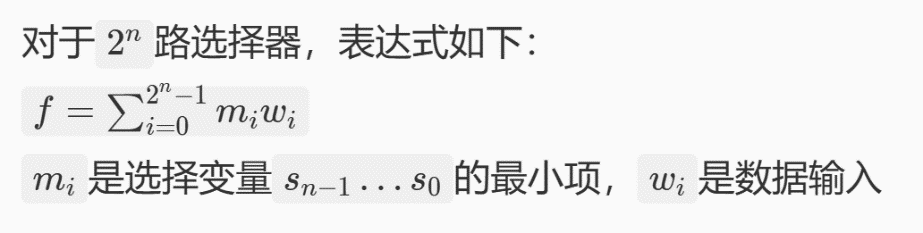 对于 2^n 路选择器，表达式如下：
f = ∑_{i=0}^{2^n−1} m_i w_i
m_i 是选择变量 s_{n−1} … s_0 的最小项， w_i 是数据输入